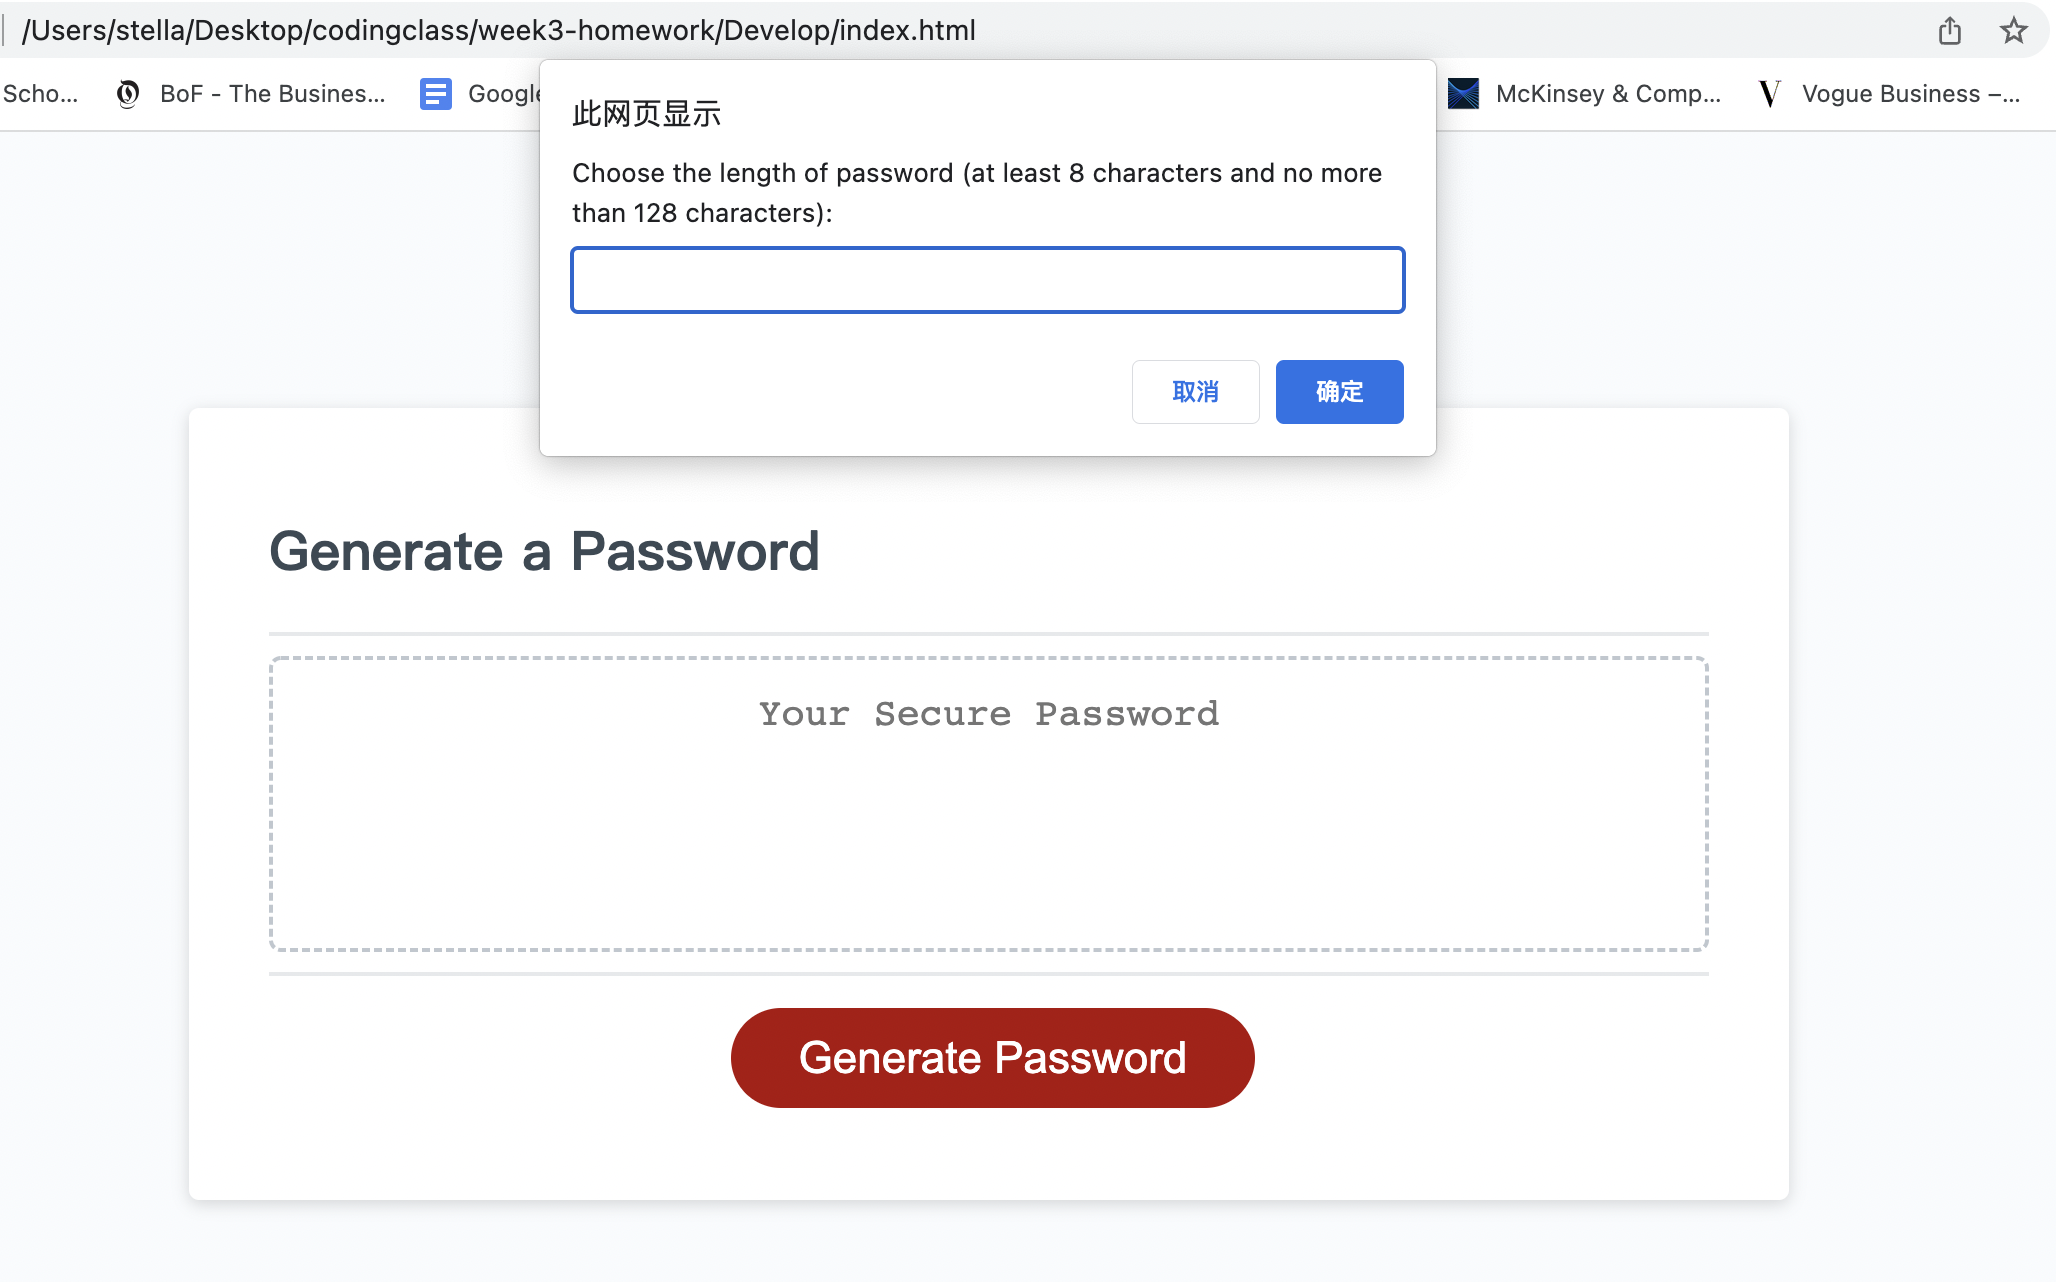 /Users/stella/Desktop/codingclass/week3-homework/Develop/index.html
Scho... BoF - The Busines... Google McKinsey & Comp... Vogue Business –...
此网页显示
Choose the length of password (at least 8 characters and no more
than 128 characters):
取消 确定
Generate a Password
Your Secure Password
Generate Password